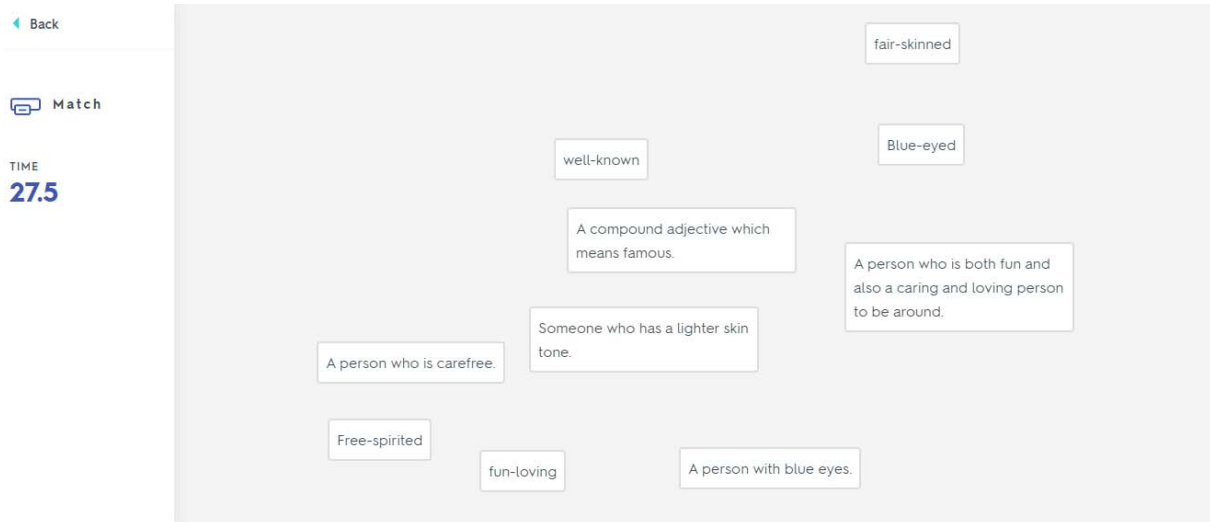 Back
Match
TIME
27.5
fair-skinned
Blue-eyed
well-known
A compound adjective which
means famous.
A person who is both fun and
also a caring and loving person
to be around.
Someone who has a lighter skin
tone.
A person who is carefree.
Free-spirited
fun-loving
A person with blue eyes.